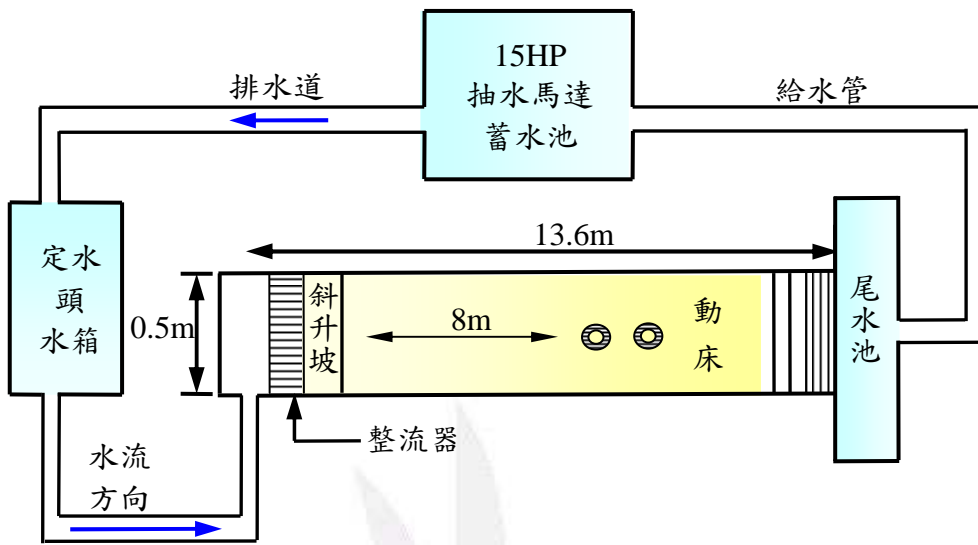 15HP
抽水馬達
蓄水池
排水道
給水管
定水
頭
水箱
13.6m
0.5m
斜
升
坡
8m
動
床
尾
水
池
整流器
水流
方向